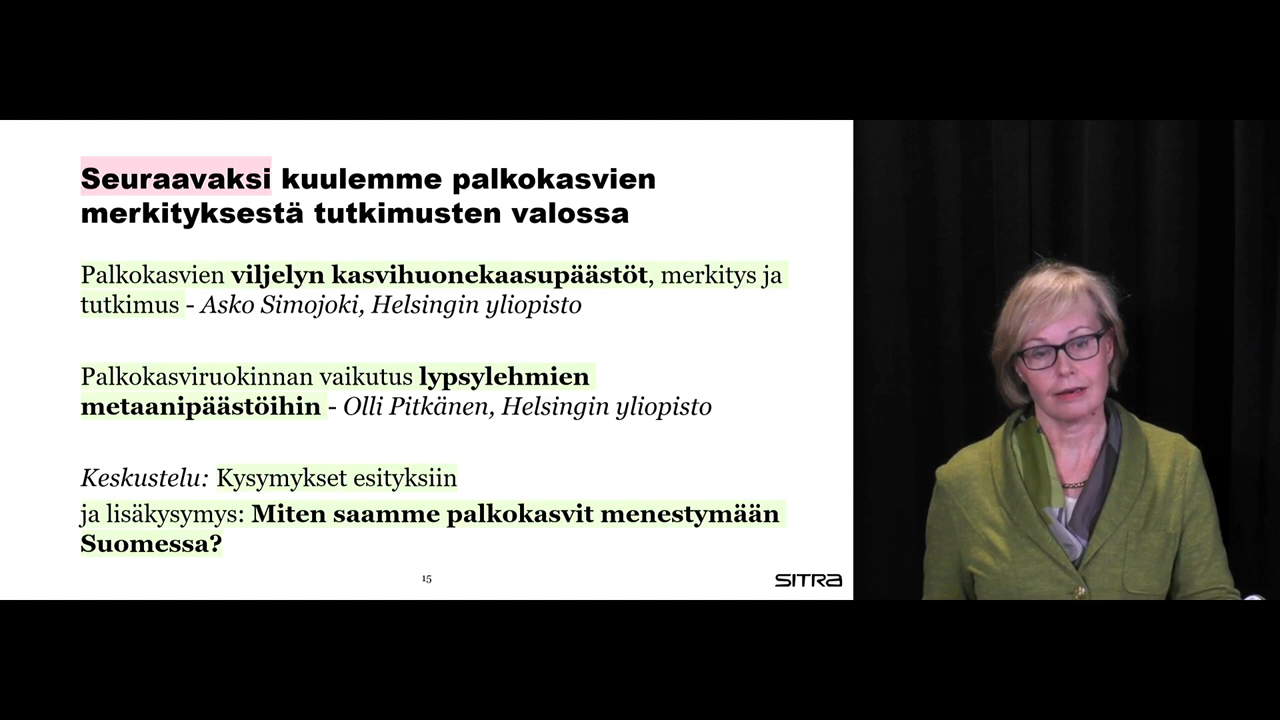 Seuraavaksi kuulemme palkokasvien
merkityksestä tutkimusten valossa
Palkokasvien viljelyn kasvihuonekaasupäästöt, merkitys ja
tutkimus - Asko Simojoki, Helsingin yliopisto
Palkokasviruokinnan vaikutus lypsylehmien
metaanipäästöihin - Olli Pitkänen, Helsingin yliopisto
Keskustelu: Kysymykset esityksiin
ja lisäkysymys: Miten saamme palkokasvit menestymään
Suomessa?
15
SITRA